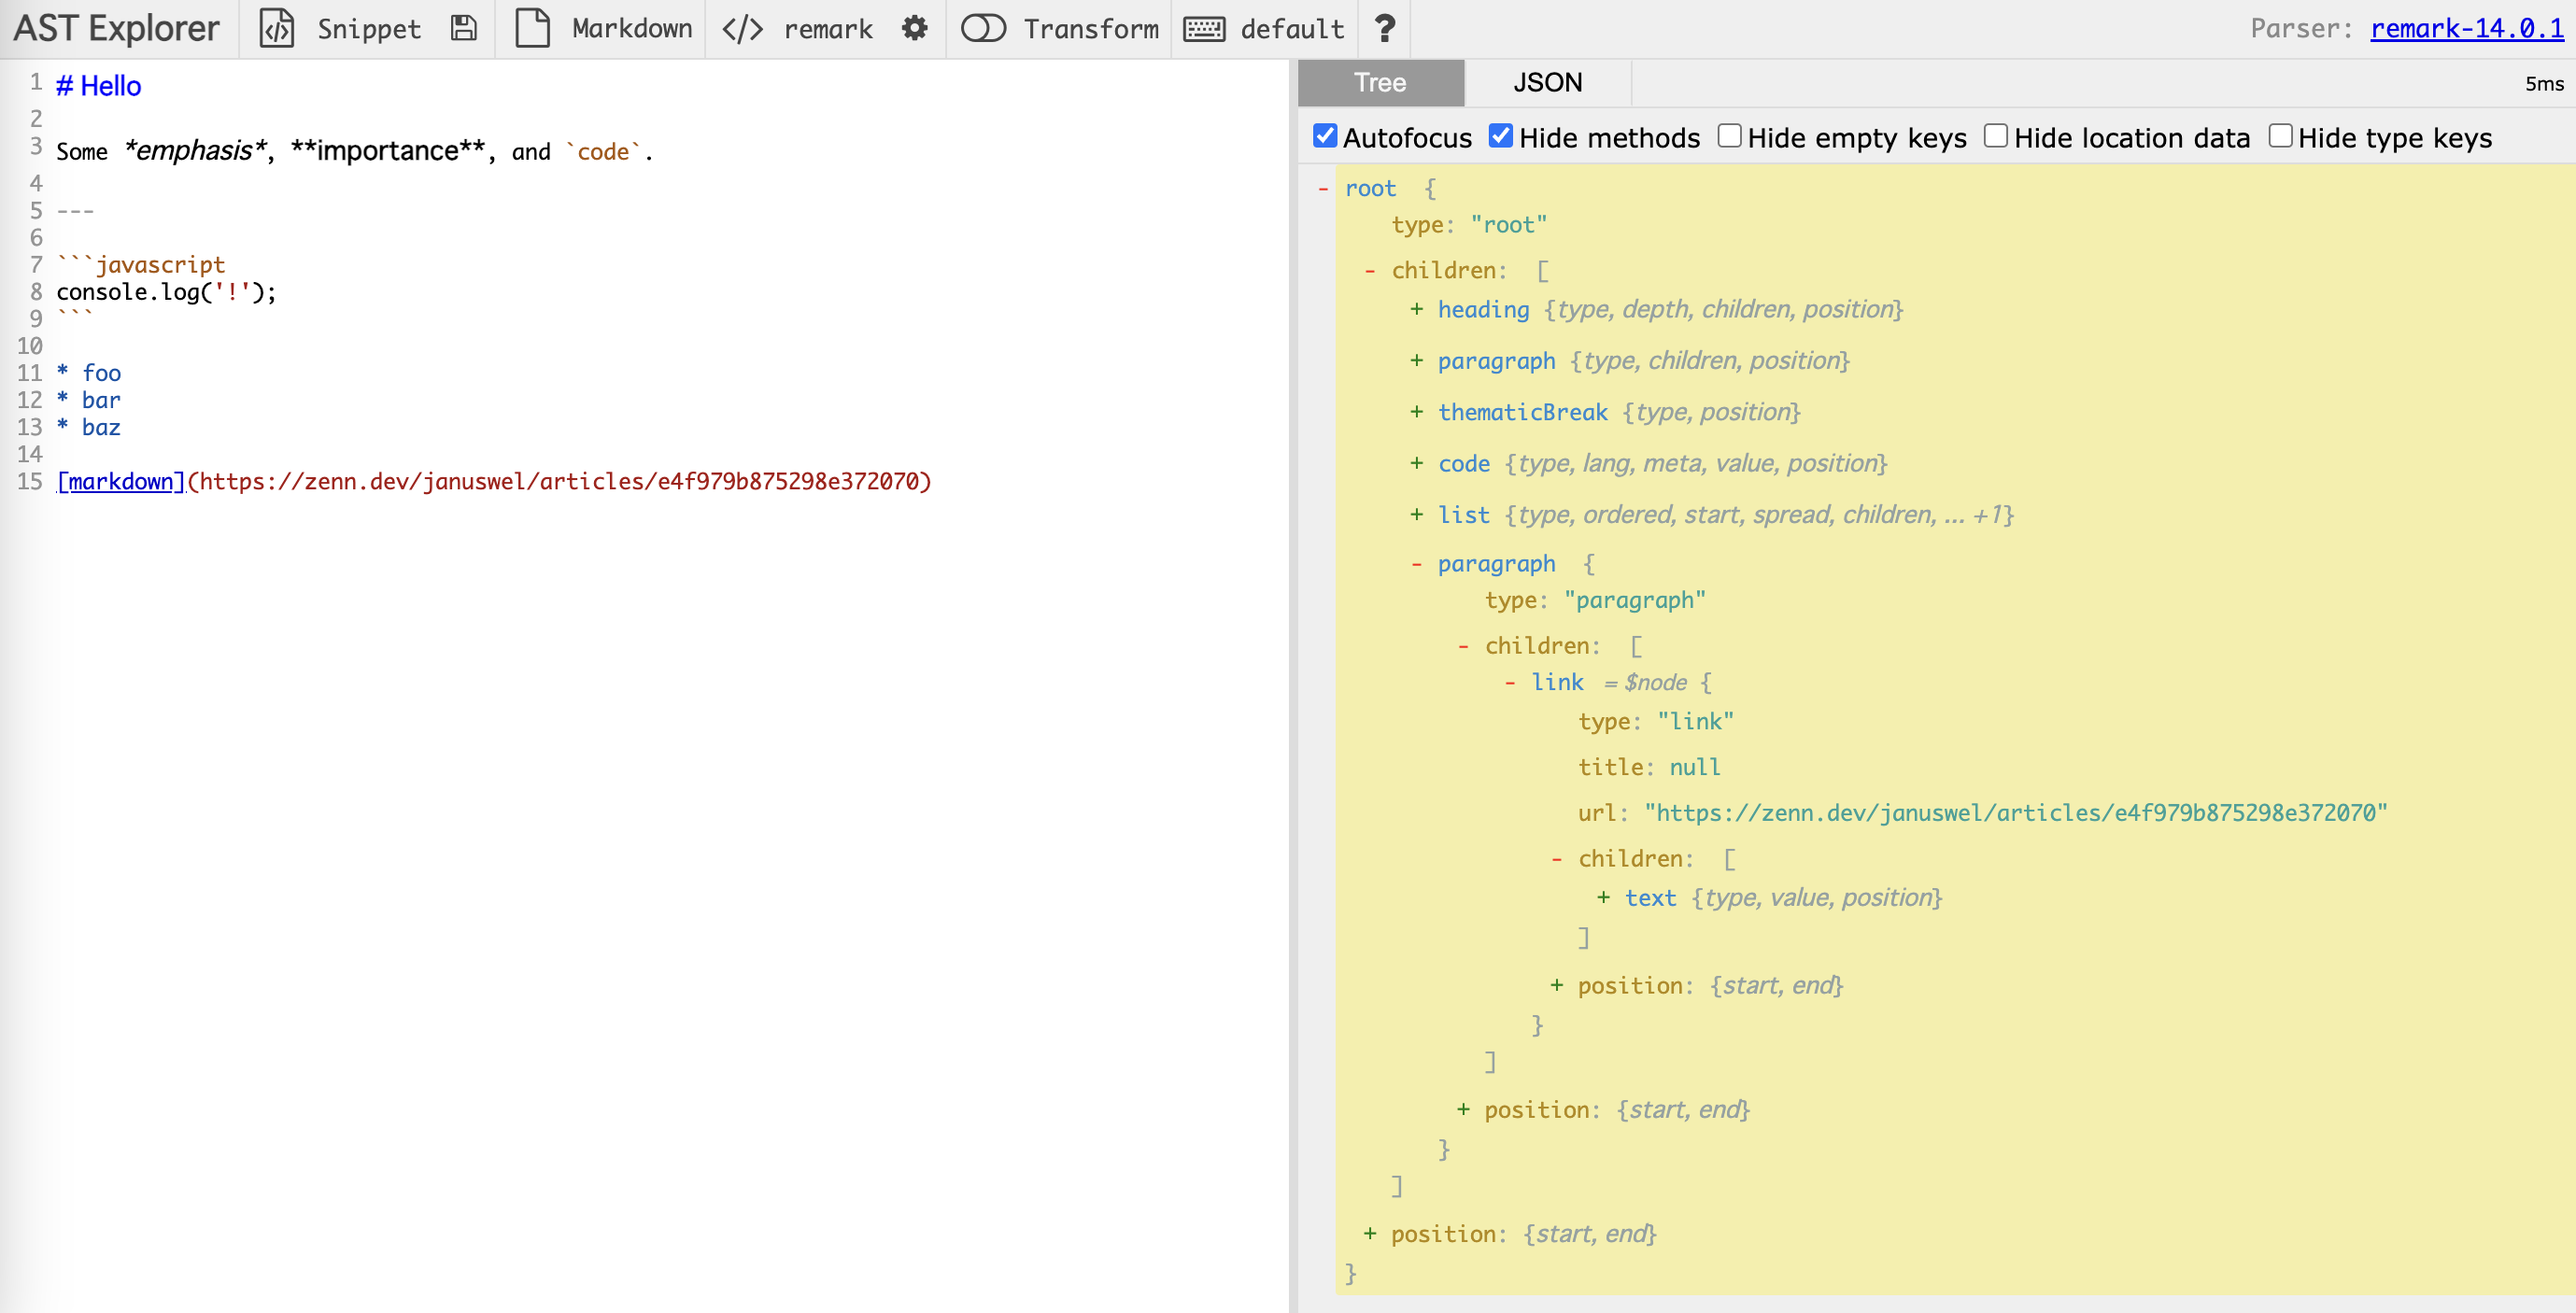 AST Explorer Snippet Markdown </> remark Transform default ? Parser: remark-14.0.1
1 # Hello
2
3 Some *emphasis*, **importance**, and `code`.
4
5 ---
6
7 ```javascript
8 console.log('!');
9 ```
10
11 * foo
12 * bar
13 * baz
14
15 [markdown](https://zenn.dev/januswel/articles/e4f979b875298e372070)
Tree JSON 5ms
Autofocus Hide methods Hide empty keys Hide location data Hide type keys
- root {
type: "root"
- children: [
+ heading {type, depth, children, position}
+ paragraph {type, children, position}
+ thematicBreak {type, position}
+ code {type, lang, meta, value, position}
+ list {type, ordered, start, spread, children, ... +1}
- paragraph {
type: "paragraph"
- children: [
- link = $node {
type: "link"
title: null
url: "https://zenn.dev/januswel/articles/e4f979b875298e372070"
- children: [
+ text {type, value, position}
]
+ position: {start, end}
}
]
+ position: {start, end}
}
]
+ position: {start, end}
}